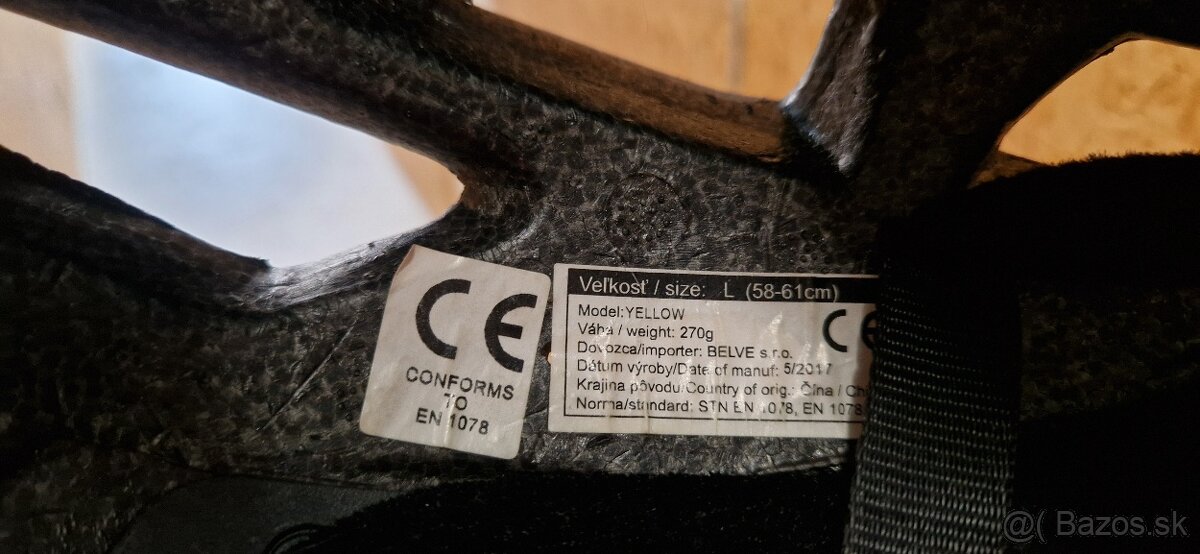 CE
CONFORMS
TO
EN 1078
Veľkosť / size: L (58-61cm)
Model:YELLOW
Váha / weight: 270g
CE
Dovozca/importer: BELVE s.r.o.
Dátum výroby/Date of manuf: 5/2017
Krajina pôvodu/Country of orig.: Čína / Chi
Norma/standard: STN EN 1078, EN 1078
@( Bazos.sk